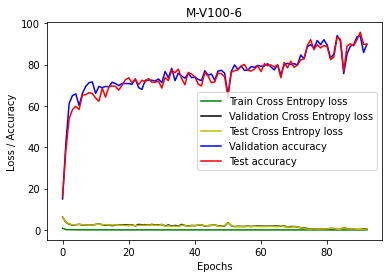 M-V100-6
Loss / Accuracy
100
80
60
40
20
0
Train Cross Entropy loss
Validation Cross Entropy loss
Test Cross Entropy loss
Validation accuracy
Test accuracy
0
20
40
60
80
Epochs